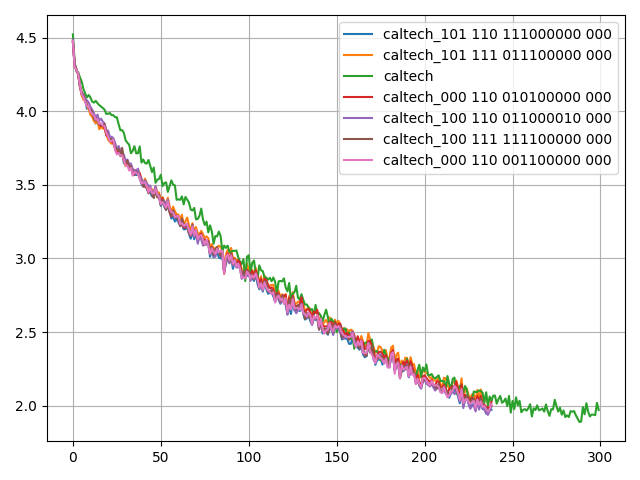 caltech_101 110 111000000 000
caltech_101 111 011100000 000
caltech
caltech_000 110 010100000 000
caltech_100 110 011000010 000
caltech_100 111 111100000 000
caltech_000 110 001100000 000
4.5
4.0
3.5
3.0
2.5
2.0
0 50 100 150 200 250 300